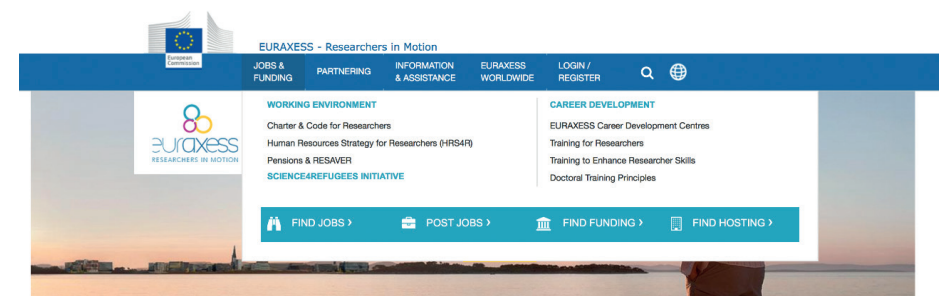 European
Commission
EURAXESS - Researchers in Motion
JOBS &
FUNDING
PARTNERING
INFORMATION
& ASSISTANCE
EURAXESS
WORLDWIDE
LOGIN /
REGISTER
euraxess
RESEARCHERS IN MOTION
WORKING ENVIRONMENT
Charter & Code for Researchers
Human Resources Strategy for Researchers (HRS4R)
Pensions & RESAVER
SCIENCE4REFUGEES INITIATIVE
CAREER DEVELOPMENT
EURAXESS Career Development Centres
Training for Researchers
Training to Enhance Researcher Skills
Doctoral Training Principles
FIND JOBS ›
POST JOBS ›
FIND FUNDING ›
FIND HOSTING ›